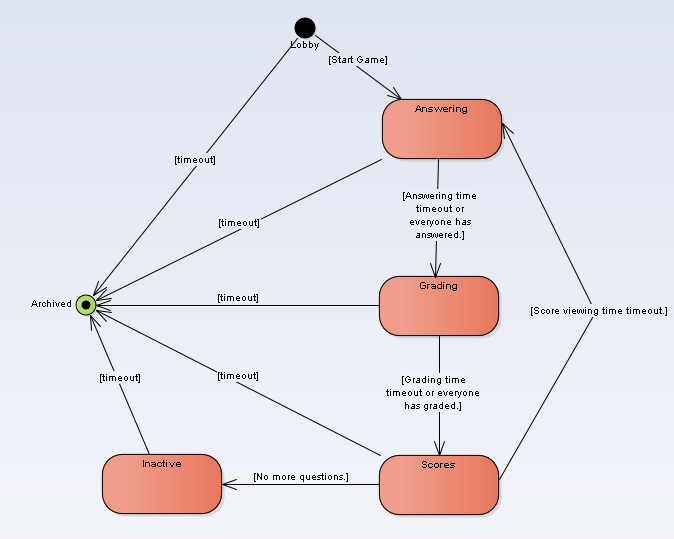 Lobby
[Start Game]
Answering
[timeout]
[Answering time
timeout or
everyone has
answered.]
[timeout]
Grading
[timeout]
Archived
[Score viewing time timeout.]
[Grading time
timeout or everyone
has graded.]
[timeout]
[timeout]
Inactive
Scores
[No more questions.]